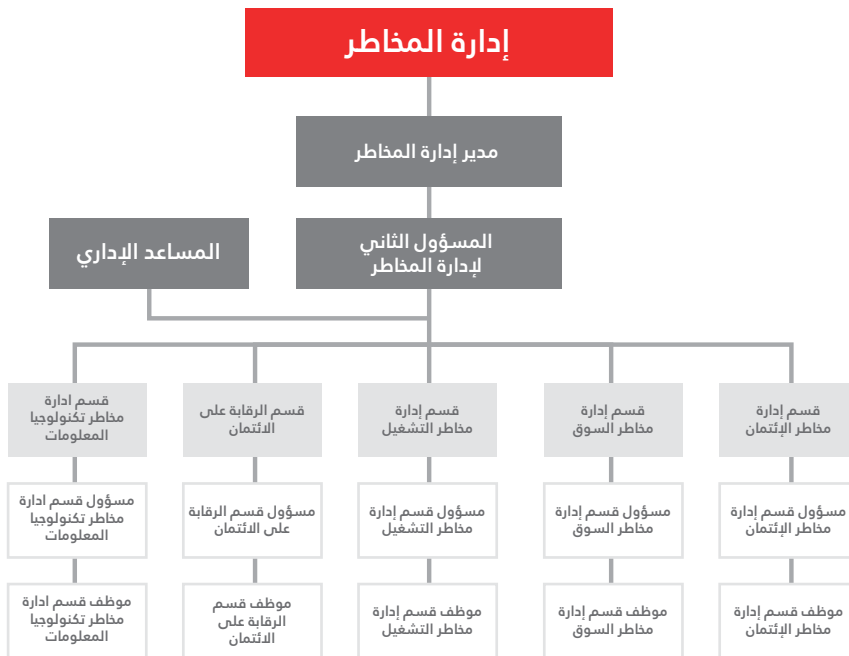 إدارة المخاطر
مدير إدارة المخاطر
المسؤول الثاني
لإدارة المخاطر
المساعد الإداري
قسم إدارة
مخاطر الإئتمان
قسم إدارة
مخاطر السوق
قسم إدارة
مخاطر التشغيل
قسم الرقابة على
الائتمان
قسم ادارة
مخاطر تكنولوجيا
المعلومات
مسؤول قسم إدارة
مخاطر الإئتمان
مسؤول قسم إدارة
مخاطر السوق
مسؤول قسم إدارة
مخاطر التشغيل
مسؤول قسم الرقابة
على الائتمان
مسؤول قسم ادارة
مخاطر تكنولوجيا
المعلومات
موظف قسم إدارة
مخاطر الإئتمان
موظف قسم إدارة
مخاطر السوق
موظف قسم إدارة
مخاطر التشغيل
موظف قسم
الرقابة على
الائتمان
موظف قسم ادارة
مخاطر تكنولوجيا
المعلومات